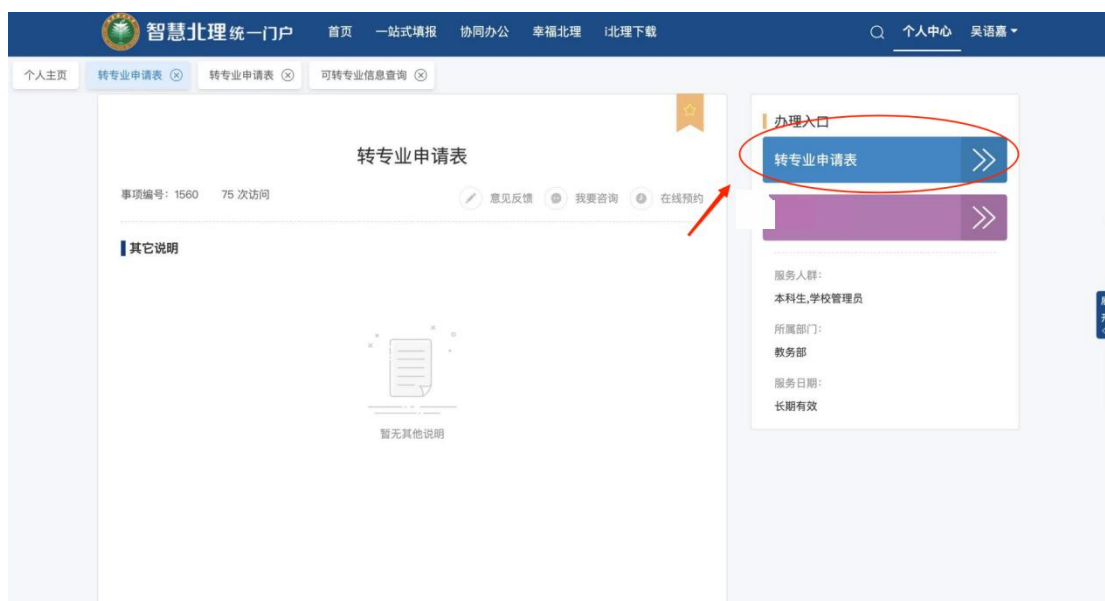 智慧北理统一门户 首页 一站式填报 协同办公 幸福北理 i北理下载 个人中心 吴语嘉
个人主页 转专业申请表 转专业申请表 可转专业信息查询
转专业申请表
事项编号：1560 75 次访问 意见反馈 我要咨询 在线预约
其它说明
暂无其他说明
办理入口
转专业申请表
服务人群：
本科生,学校管理员
所属部门：
教务部
服务日期：
长期有效